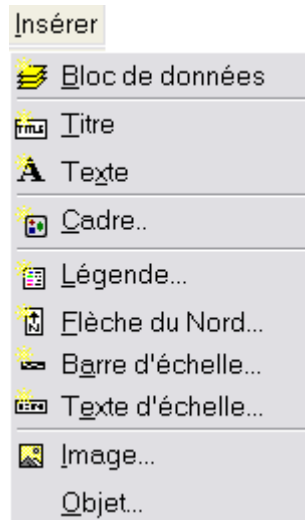 Insérer
Bloc de données
Titre
Texte
Cadre..
Légende...
Flèche du Nord...
Barre d'échelle...
Texte d'échelle...
Image...
Objet...